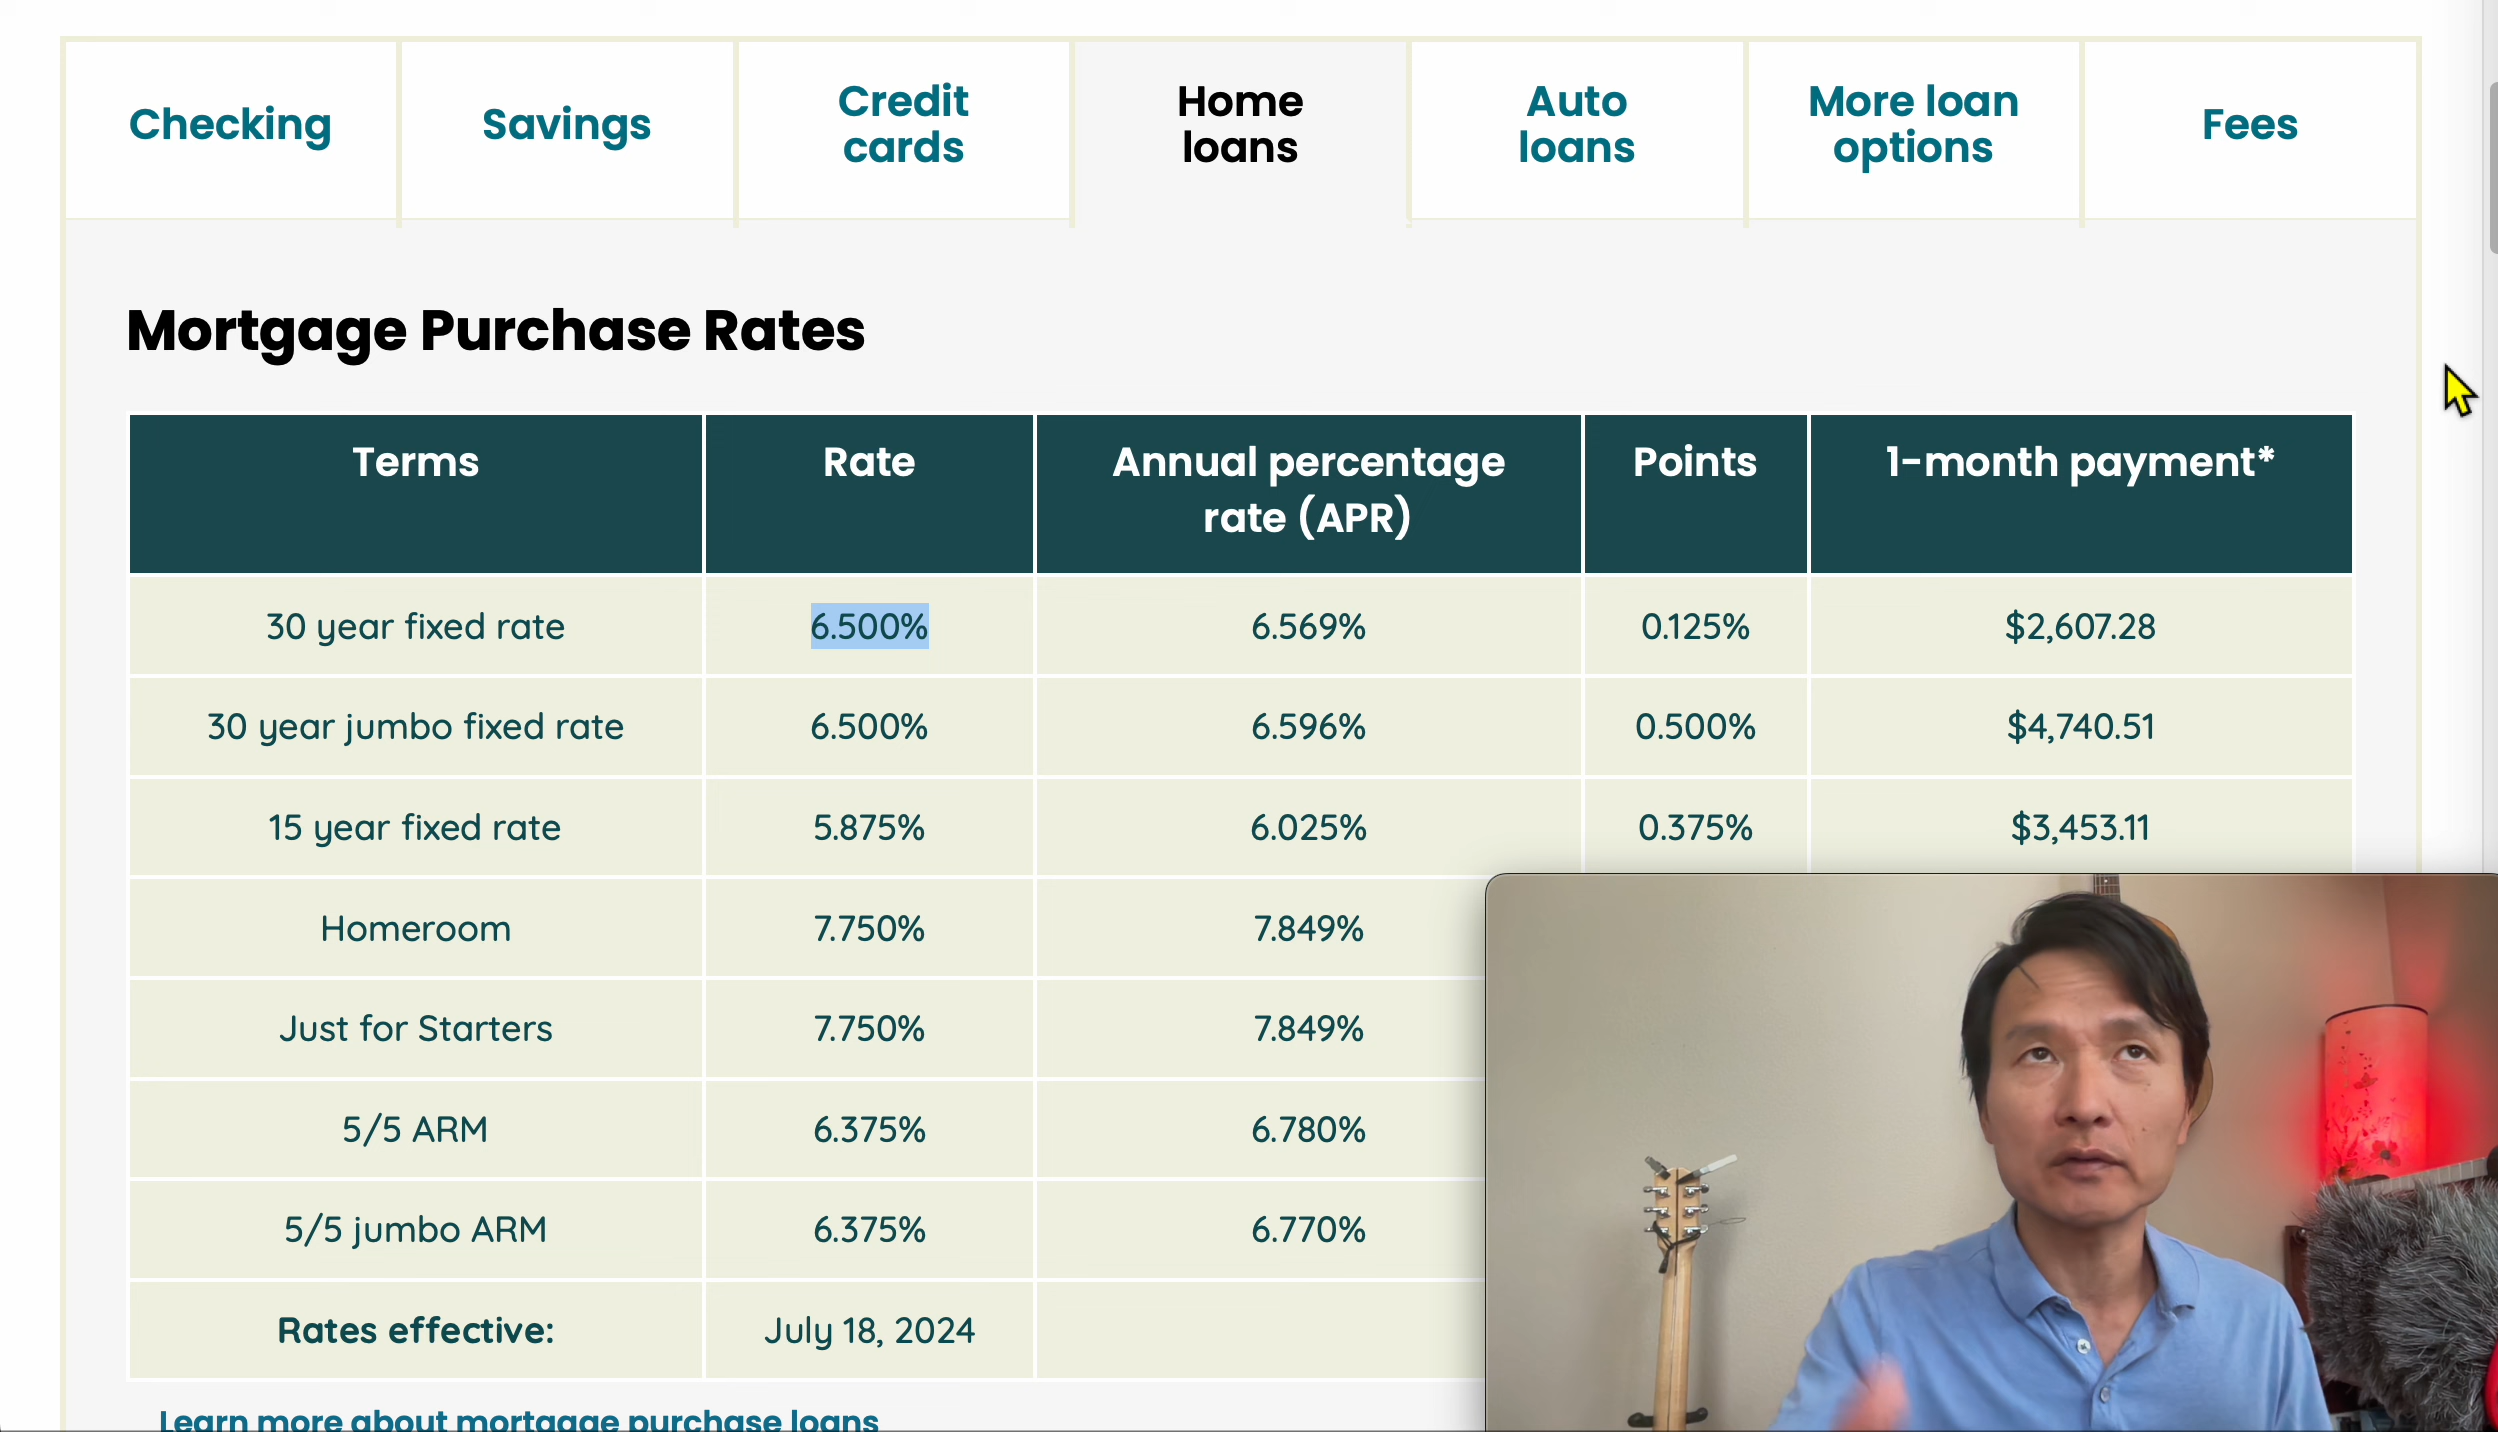 Checking
Savings
Credit
cards
Home
loans
Auto
loans
More loan
options
Fees
Mortgage Purchase Rates
Terms Rate Annual percentage rate (APR) Points 1-month payment*
30 year fixed rate 6.500% 6.569% 0.125% $2,607.28
30 year jumbo fixed rate 6.500% 6.596% 0.500% $4,740.51
15 year fixed rate 5.875% 6.025% 0.375% $3,453.11
Homeroom 7.750% 7.849%
Just for Starters 7.750% 7.849%
5/5 ARM 6.375% 6.780%
5/5 jumbo ARM 6.375% 6.770%
Rates effective: July 18, 2024
Learn more about mortgage purchase loans